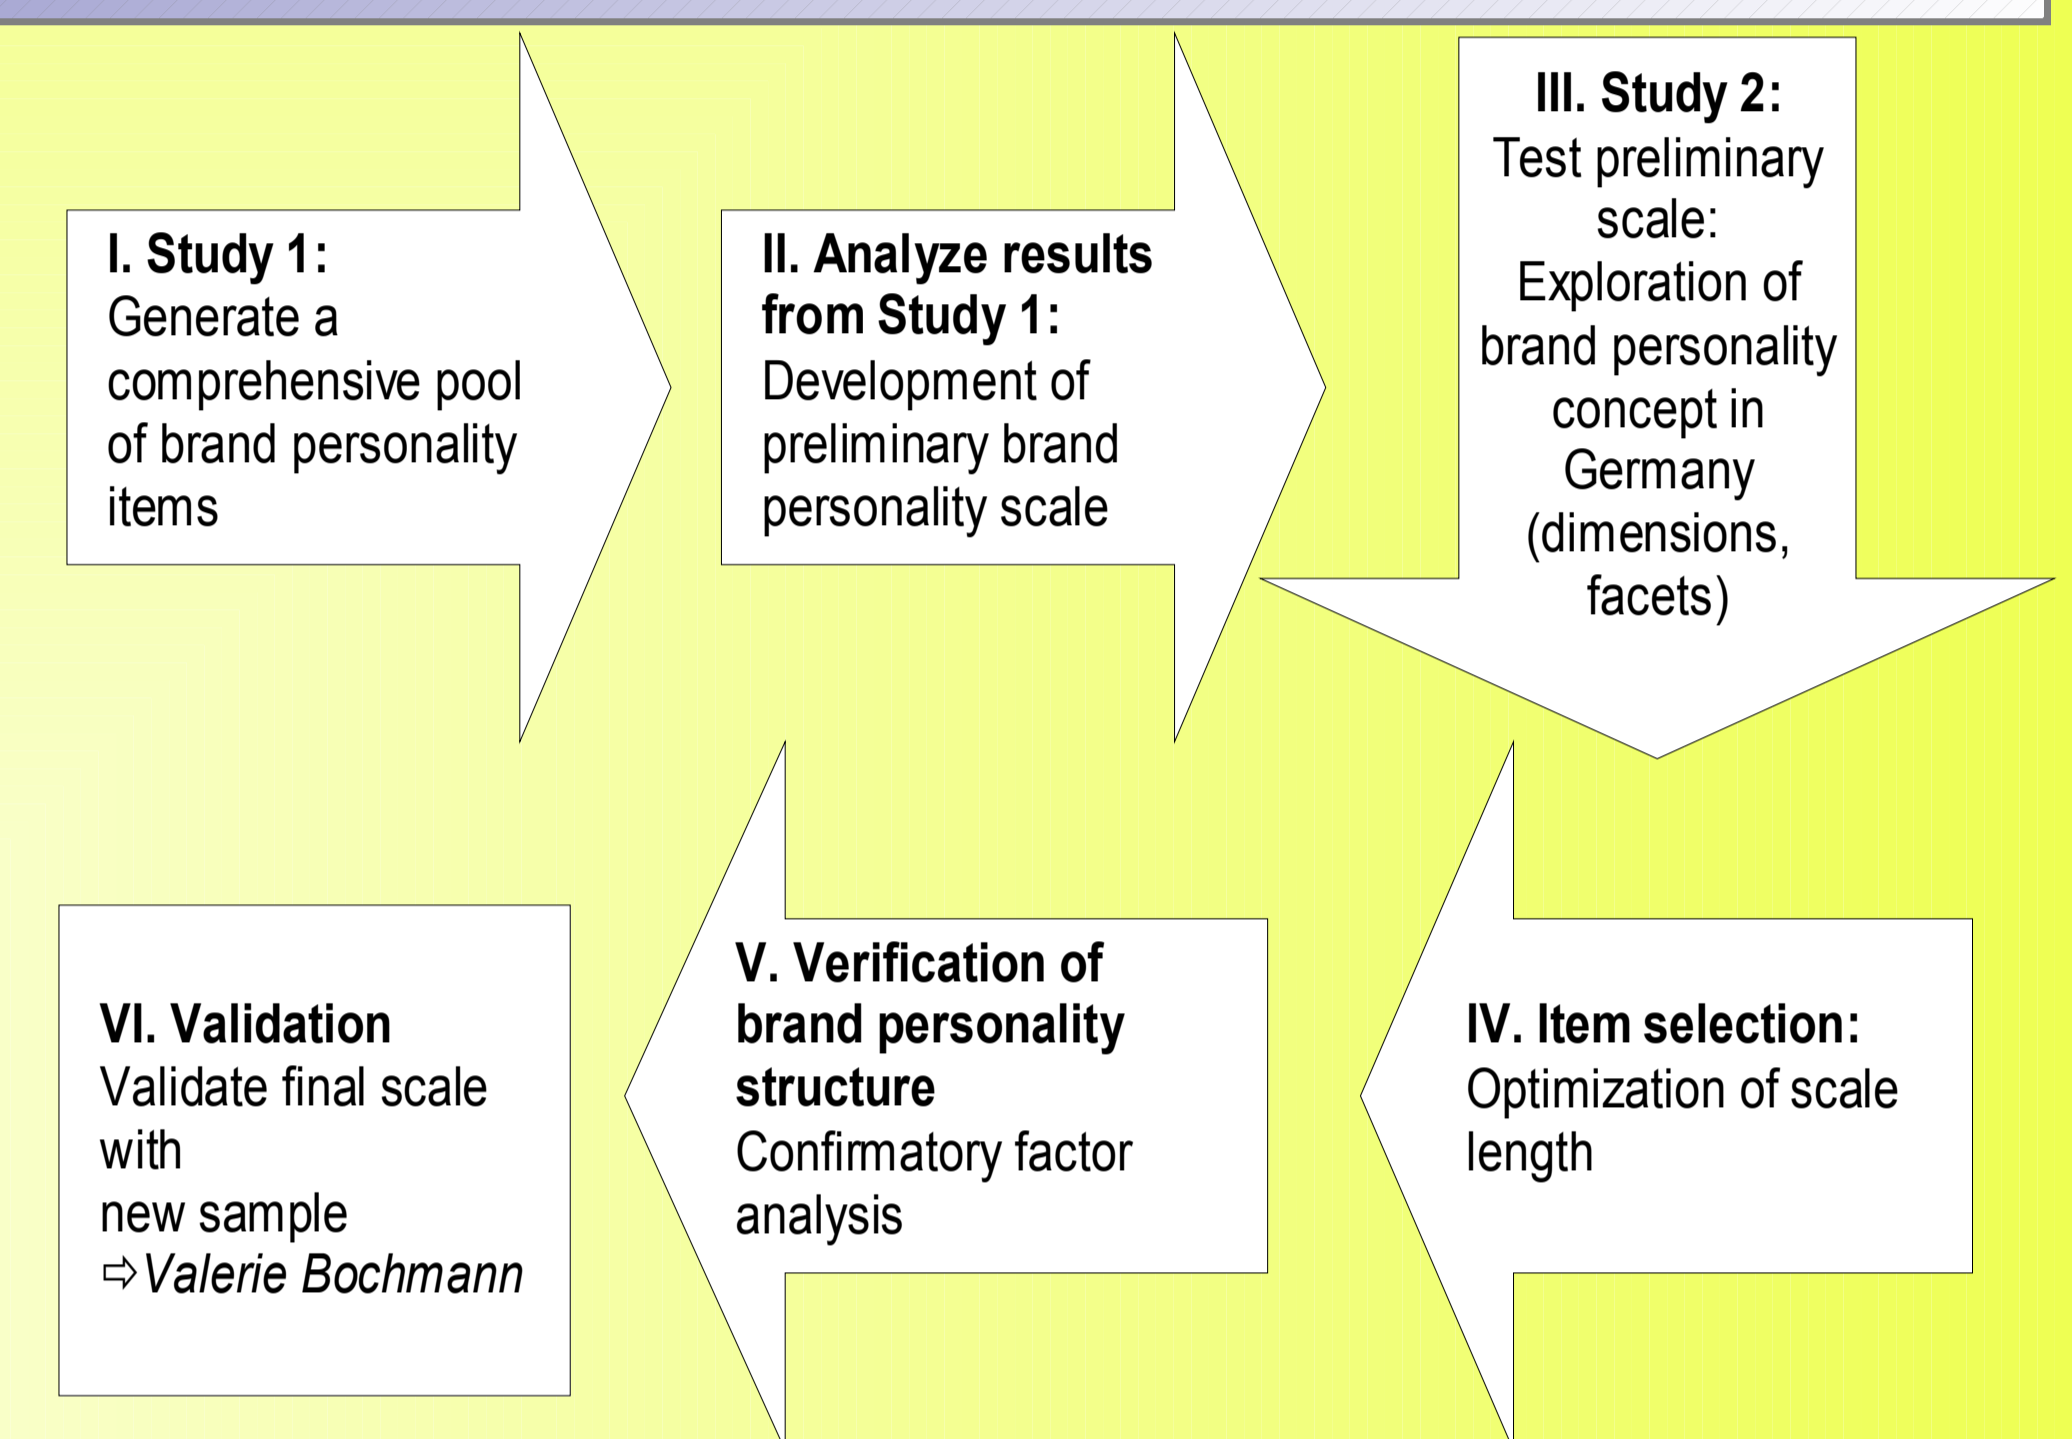 I. Study 1:
Generate a
comprehensive pool
of brand personality
items
II. Analyze results
from Study 1:
Development of
preliminary brand
personality scale
III. Study 2:
Test preliminary
scale:
Exploration of
brand personality
concept in
Germany
(dimensions,
facets)
IV. Item selection:
Optimization of scale
length
V. Verification of
brand personality
structure
Confirmatory factor
analysis
VI. Validation
Validate final scale
with
new sample
⇨Valerie Bochmann